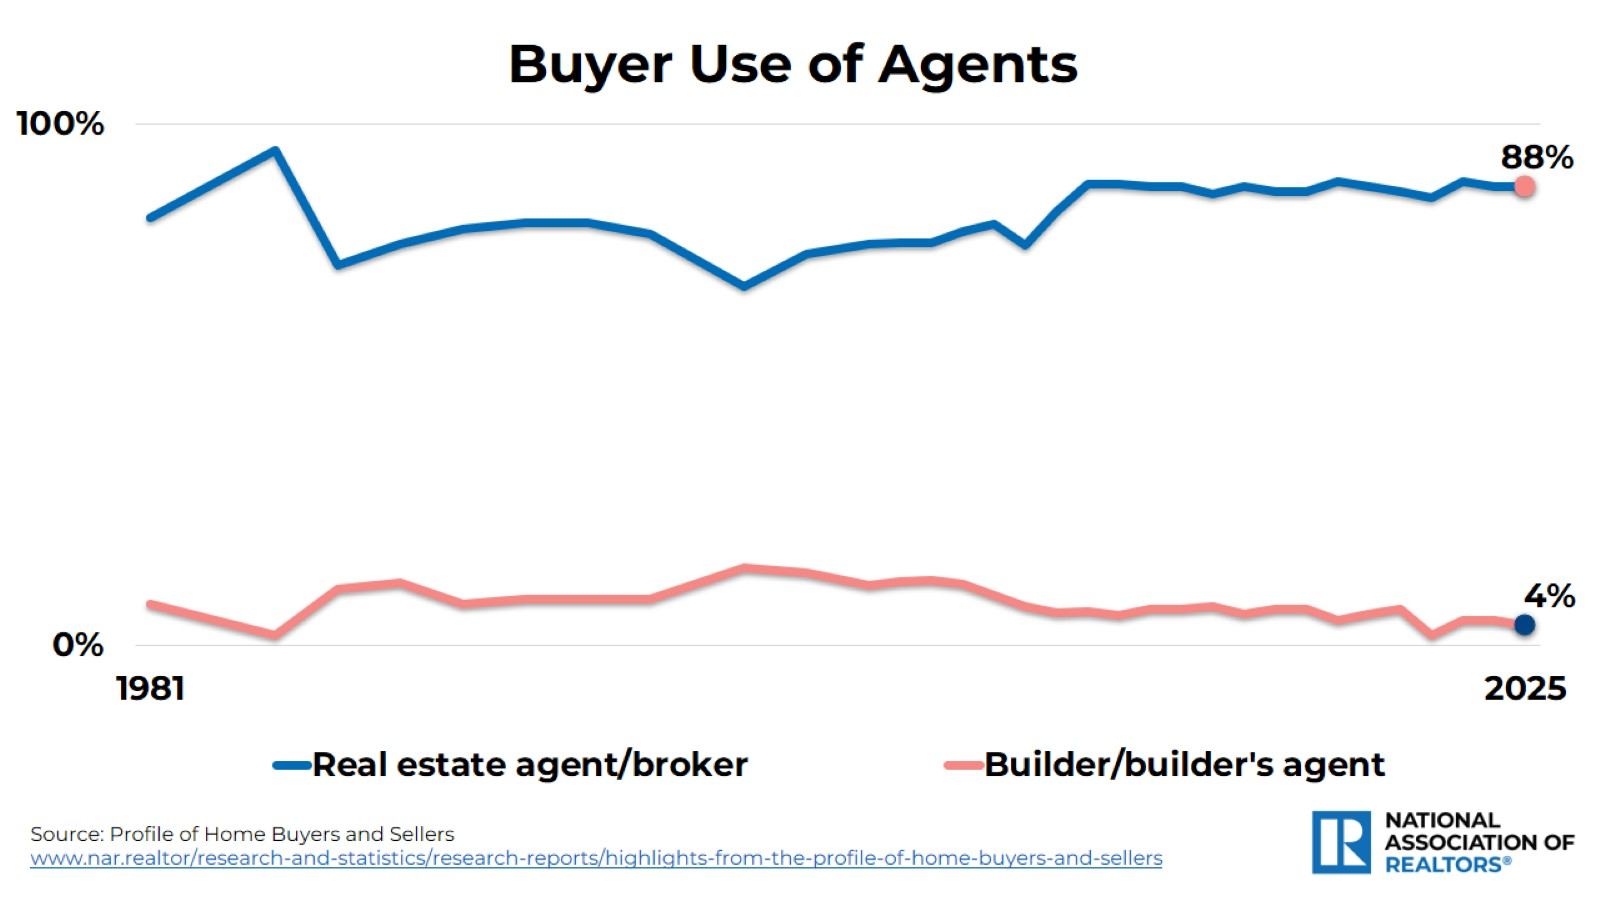 Buyer Use of Agents
100%
88%
4%
0%
1981
2025
Real estate agent/broker
Builder/builder's agent
Source: Profile of Home Buyers and Sellers
www.nar.realtor/research-and-statistics/research-reports/highlights-from-the-profile-of-home-buyers-and-sellers
R
NATIONAL
ASSOCIATION OF
REALTORS®